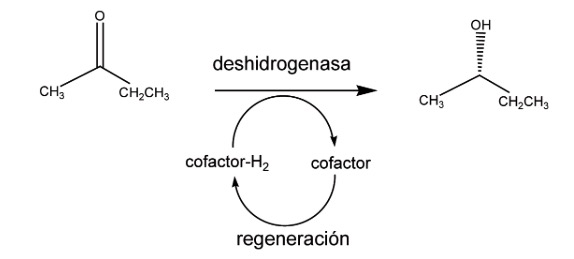 O
OH
deshidrogenasa
CH3 CH2CH3
CH3 CH2CH3
cofactor-H2 cofactor
regeneración